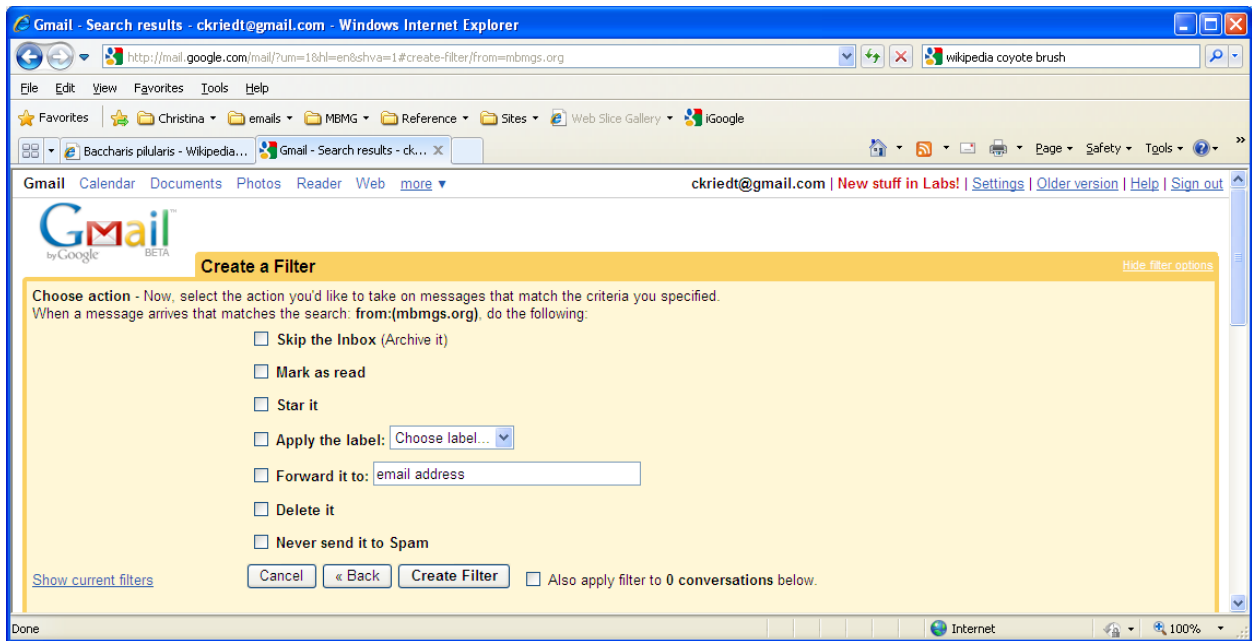 Gmail - Search results - ckriedt@gmail.com - Windows Internet Explorer
http://mail.google.com/mail/?um=1&hl=en&shva=1#create-filter/from=mbmgs.org wikipedia coyote brush
File Edit View Favorites Tools Help
Favorites Christina emails MBMG Reference Sites Web Slice Gallery iGoogle
Baccharis pilularis - Wikipedia... Gmail - Search results - ck... X Page Safety Tools »
Gmail Calendar Documents Photos Reader Web more ▼ ckriedt@gmail.com | New stuff in Labs! | Settings | Older version | Help | Sign out
Gmail™
by Google BETA
Create a Filter Hide filter options
Choose action - Now, select the action you'd like to take on messages that match the criteria you specified.
When a message arrives that matches the search: from:(mbmgs.org), do the following:
Skip the Inbox (Archive it)
Mark as read
Star it
Apply the label: Choose label...
Forward it to: email address
Delete it
Never send it to Spam
Show current filters Cancel « Back Create Filter Also apply filter to 0 conversations below.
Done Internet 100%